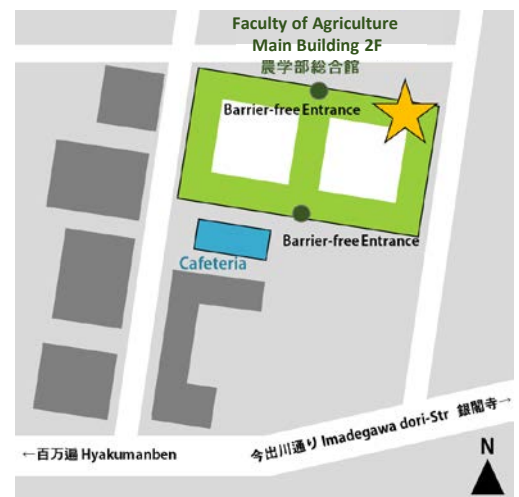 Faculty of Agriculture
Main Building 2F
農学部総合館
Barrier-free Entrance
Barrier-free Entrance
Cafeteria
←百万遍 Hyakumanben
今出川通り Imadegawa dori-Str 銀閣寺→
N